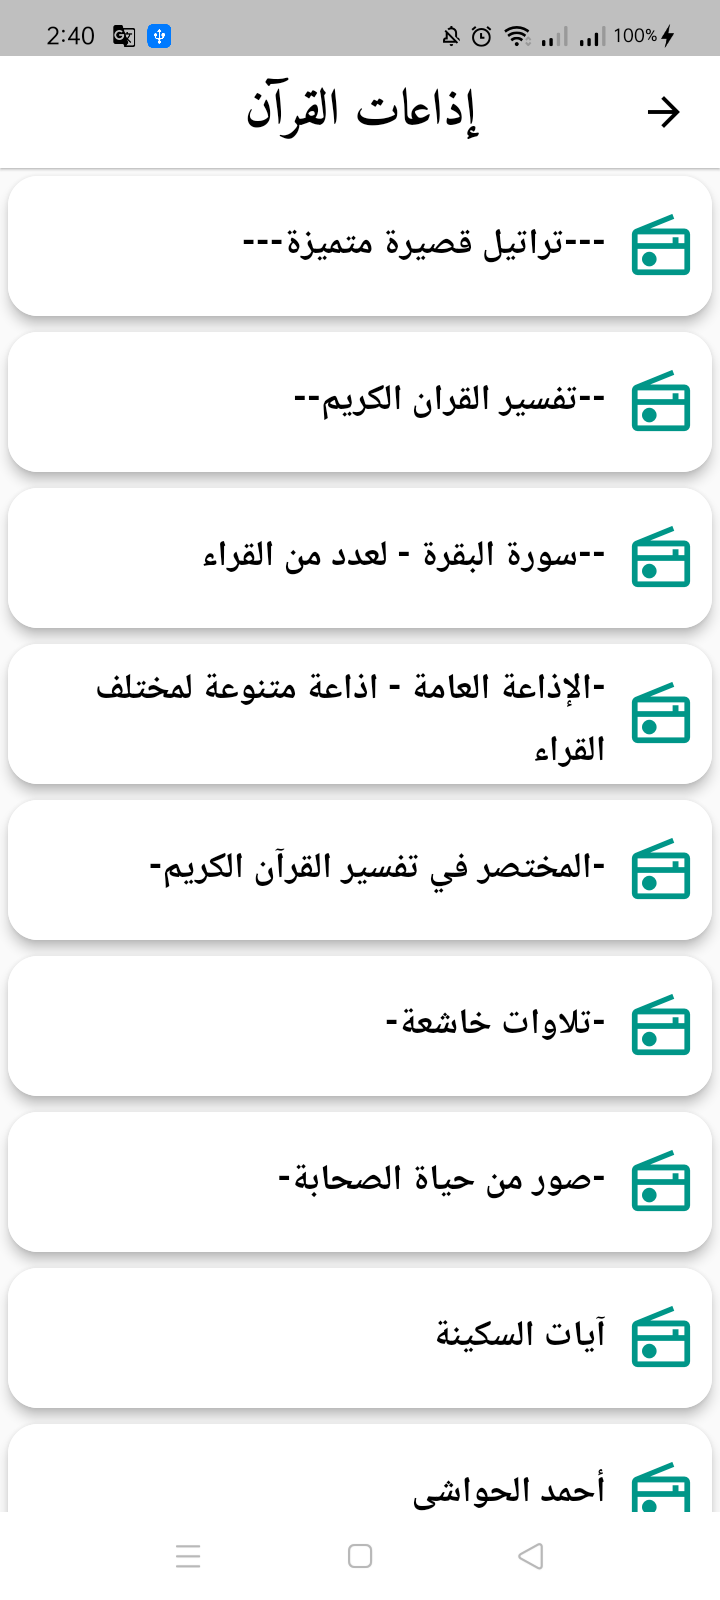 2:40
100%
إذاعات القرآن
---تراتيل قصيرة متميزة---
--تفسير القران الكريم--
--سورة البقرة - لعدد من القراء
-الإذاعة العامة - اذاعة متنوعة لمختلف
القراء
-المختصر في تفسير القرآن الكريم-
-تلاوات خاشعة-
-صور من حياة الصحابة-
آيات السكينة
أحمد الحواشي